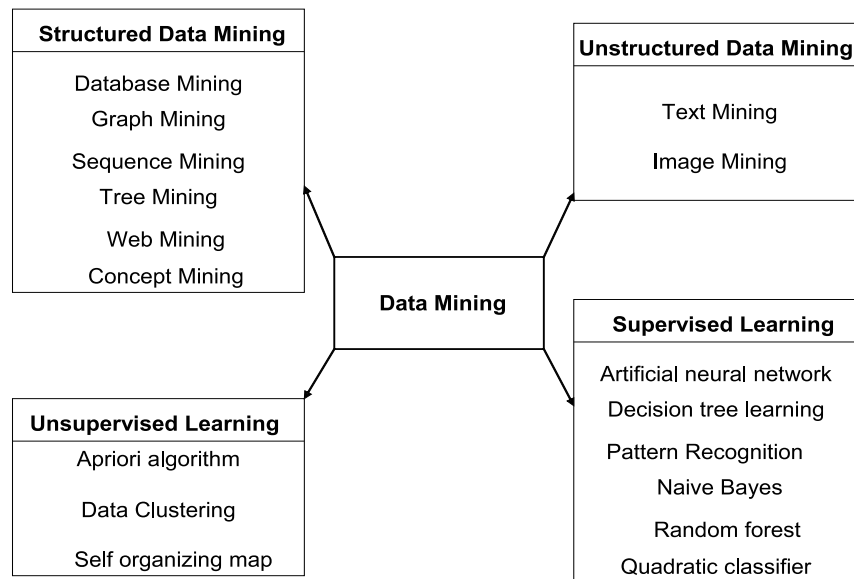 Structured Data Mining
Database Mining
Graph Mining
Sequence Mining
Tree Mining
Web Mining
Concept Mining
Unstructured Data Mining
Text Mining
Image Mining
Data Mining
Unsupervised Learning
Apriori algorithm
Data Clustering
Self organizing map
Supervised Learning
Artificial neural network
Decision tree learning
Pattern Recognition
Naive Bayes
Random forest
Quadratic classifier